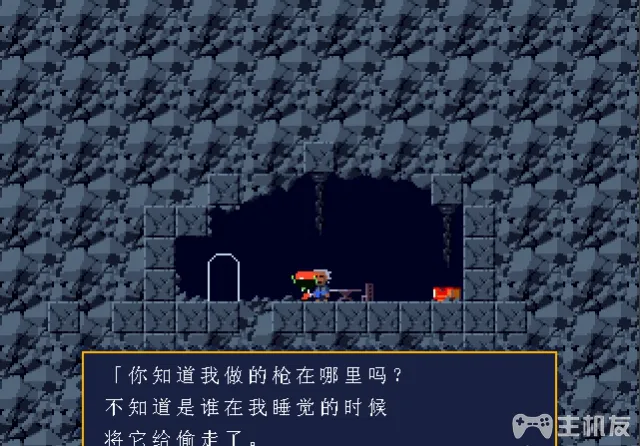 「你知道我做的枪在哪里吗？
不知道是谁在我睡觉的时候
将它给偷走了。
主机友